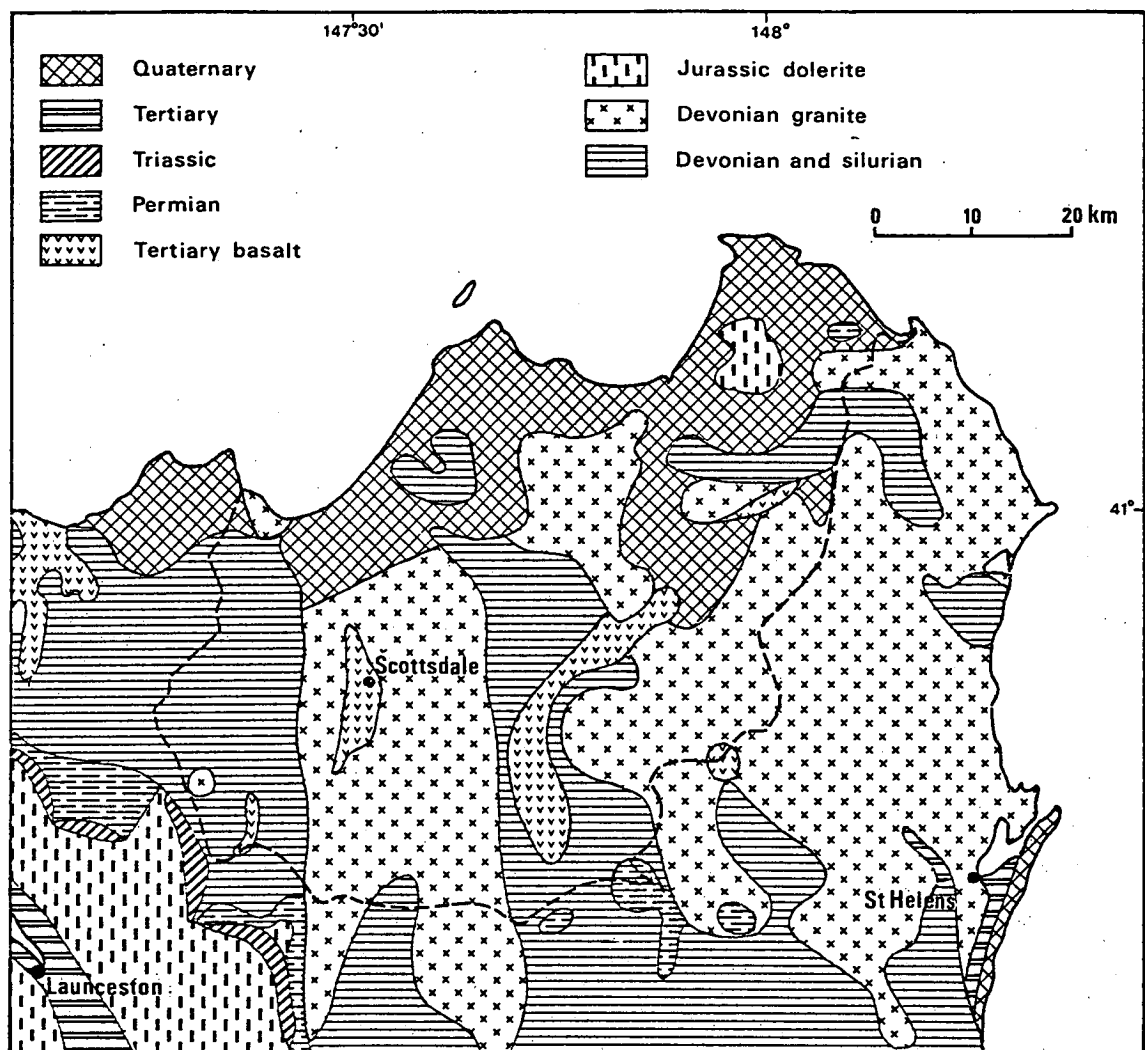 147°30'
148°
Quaternary
Tertiary
Triassic
Permian
Tertiary basalt
Jurassic dolerite
Devonian granite
Devonian and silurian
0 10 20 km
41°
Scottsdale
St Helens
Launceston